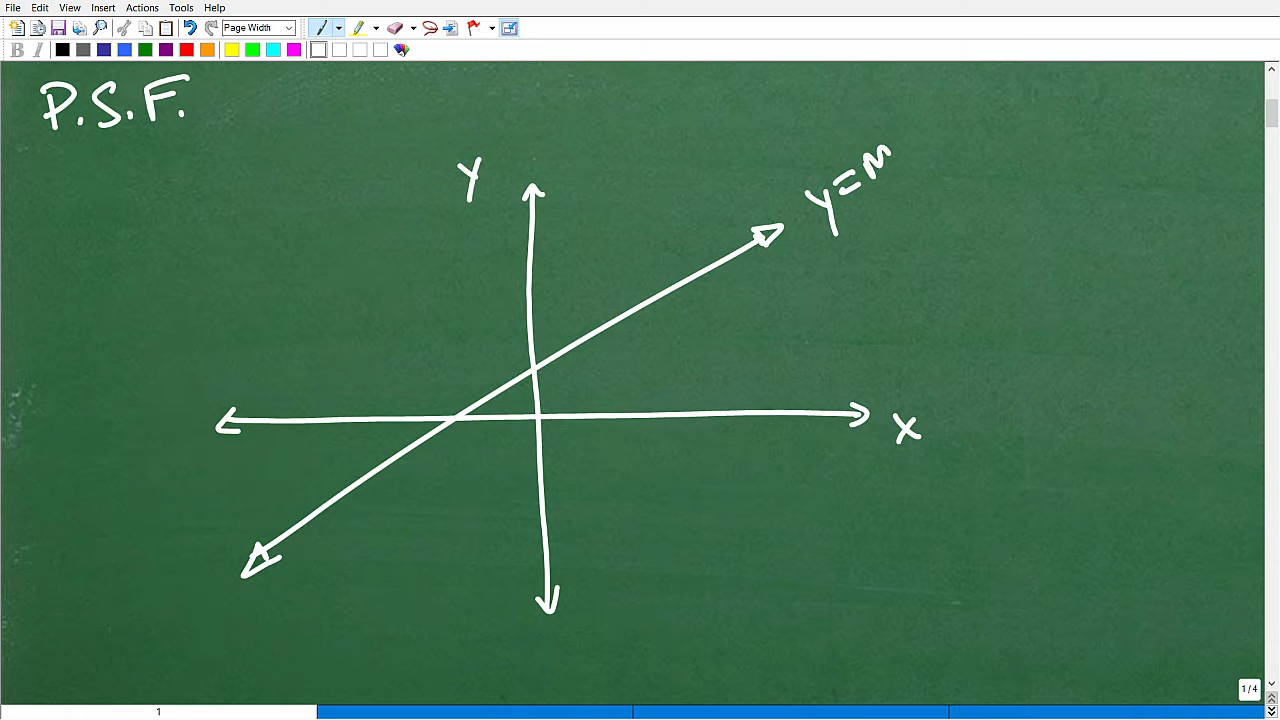 File Edit View Insert Actions Tools Help
Page Width
B I
P.S.F.
y
y=m
x
1/4
1